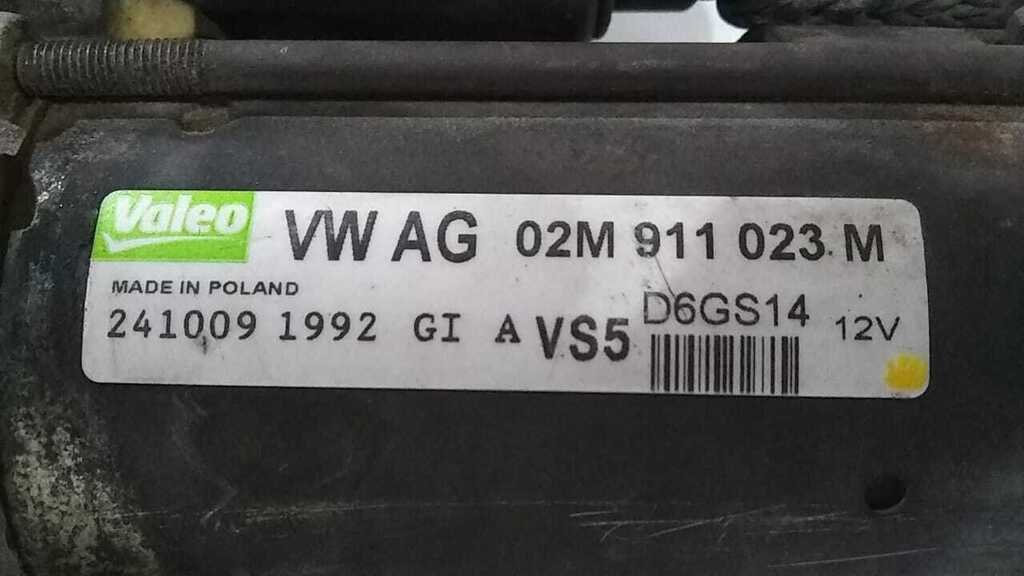 Valeo VW AG 02M 911 023 M
MADE IN POLAND
D6GS14
241009 1992 GI A VS5 12V